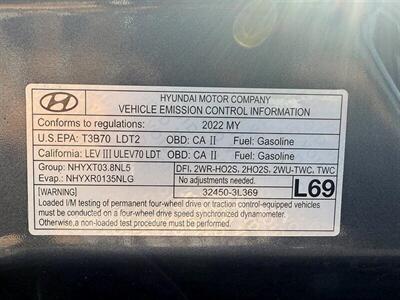 HYUNDAI MOTOR COMPANY
VEHICLE EMISSION CONTROL INFORMATION
Conforms to regulations: 2022 MY
U.S.EPA: T3B70 LDT2 OBD: CA II Fuel: Gasoline
California: LEV III ULEV70 LDT OBD: CA II Fuel: Gasoline
Group: NHYXT03.8NL5 DFI, 2WR-HO2S, 2HO2S, 2WU-TWC, TWC
Evap.: NHYXR0135NLG No adjustments needed.
[WARNING] 32450-3L369 L69
Loaded I/M testing of permanent four-wheel drive or traction control-equipped vehicles
must be conducted on a four-wheel drive speed synchronized dynamometer.
Otherwise, a non-loaded test procedure must be conducted.